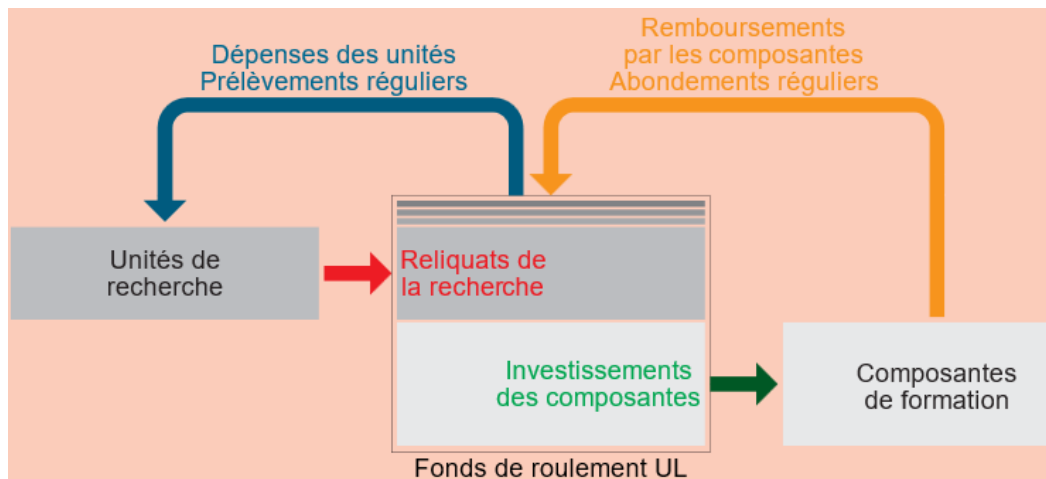 Dépenses des unités
Prélèvements réguliers
Remboursements
par les composantes
Abondements réguliers
Unités de
recherche
Reliquats de
la recherche
Investissements
des composantes
Composantes
de formation
Fonds de roulement UL